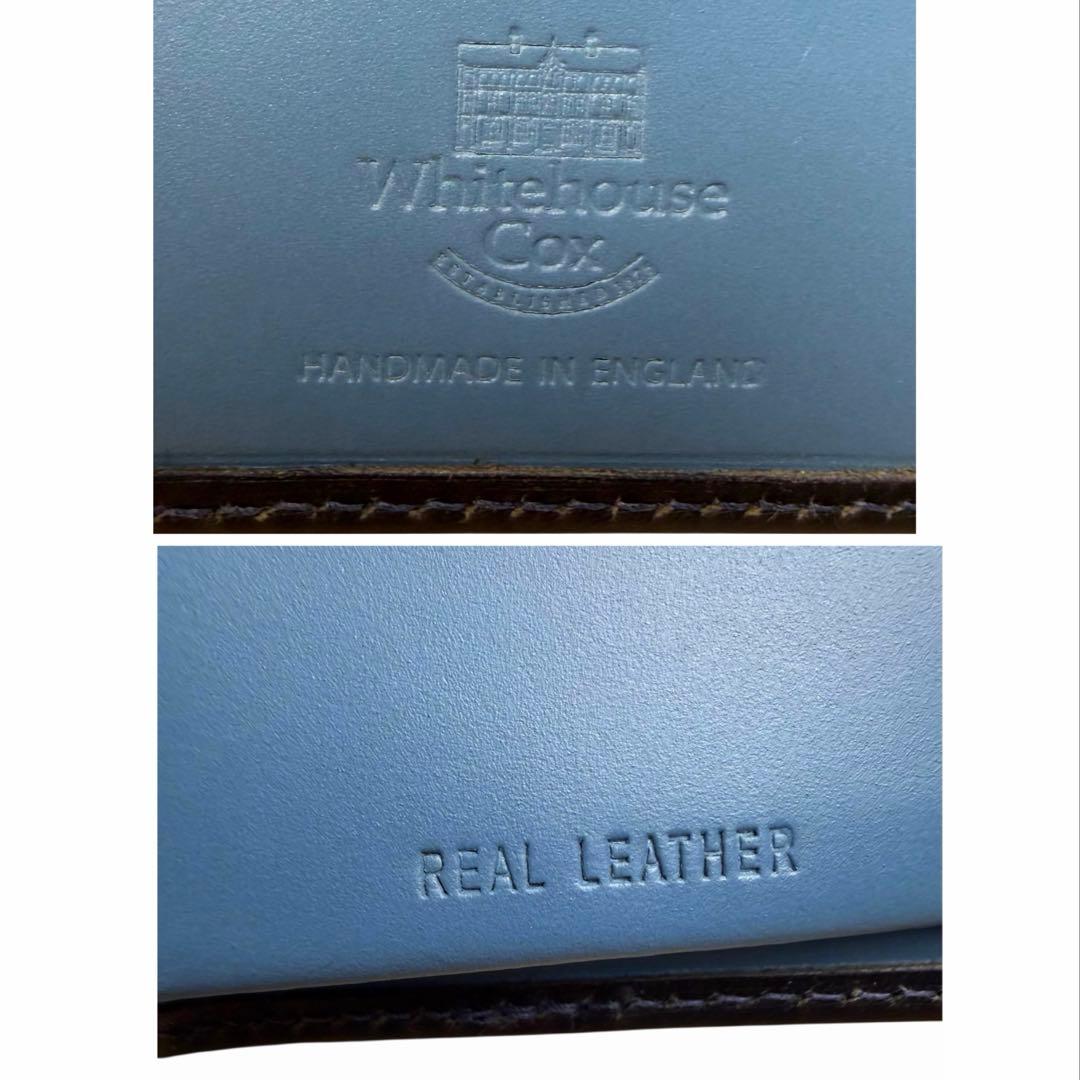 Whitehouse
Cox
HANDMADE IN ENGLAND
REAL LEATHER